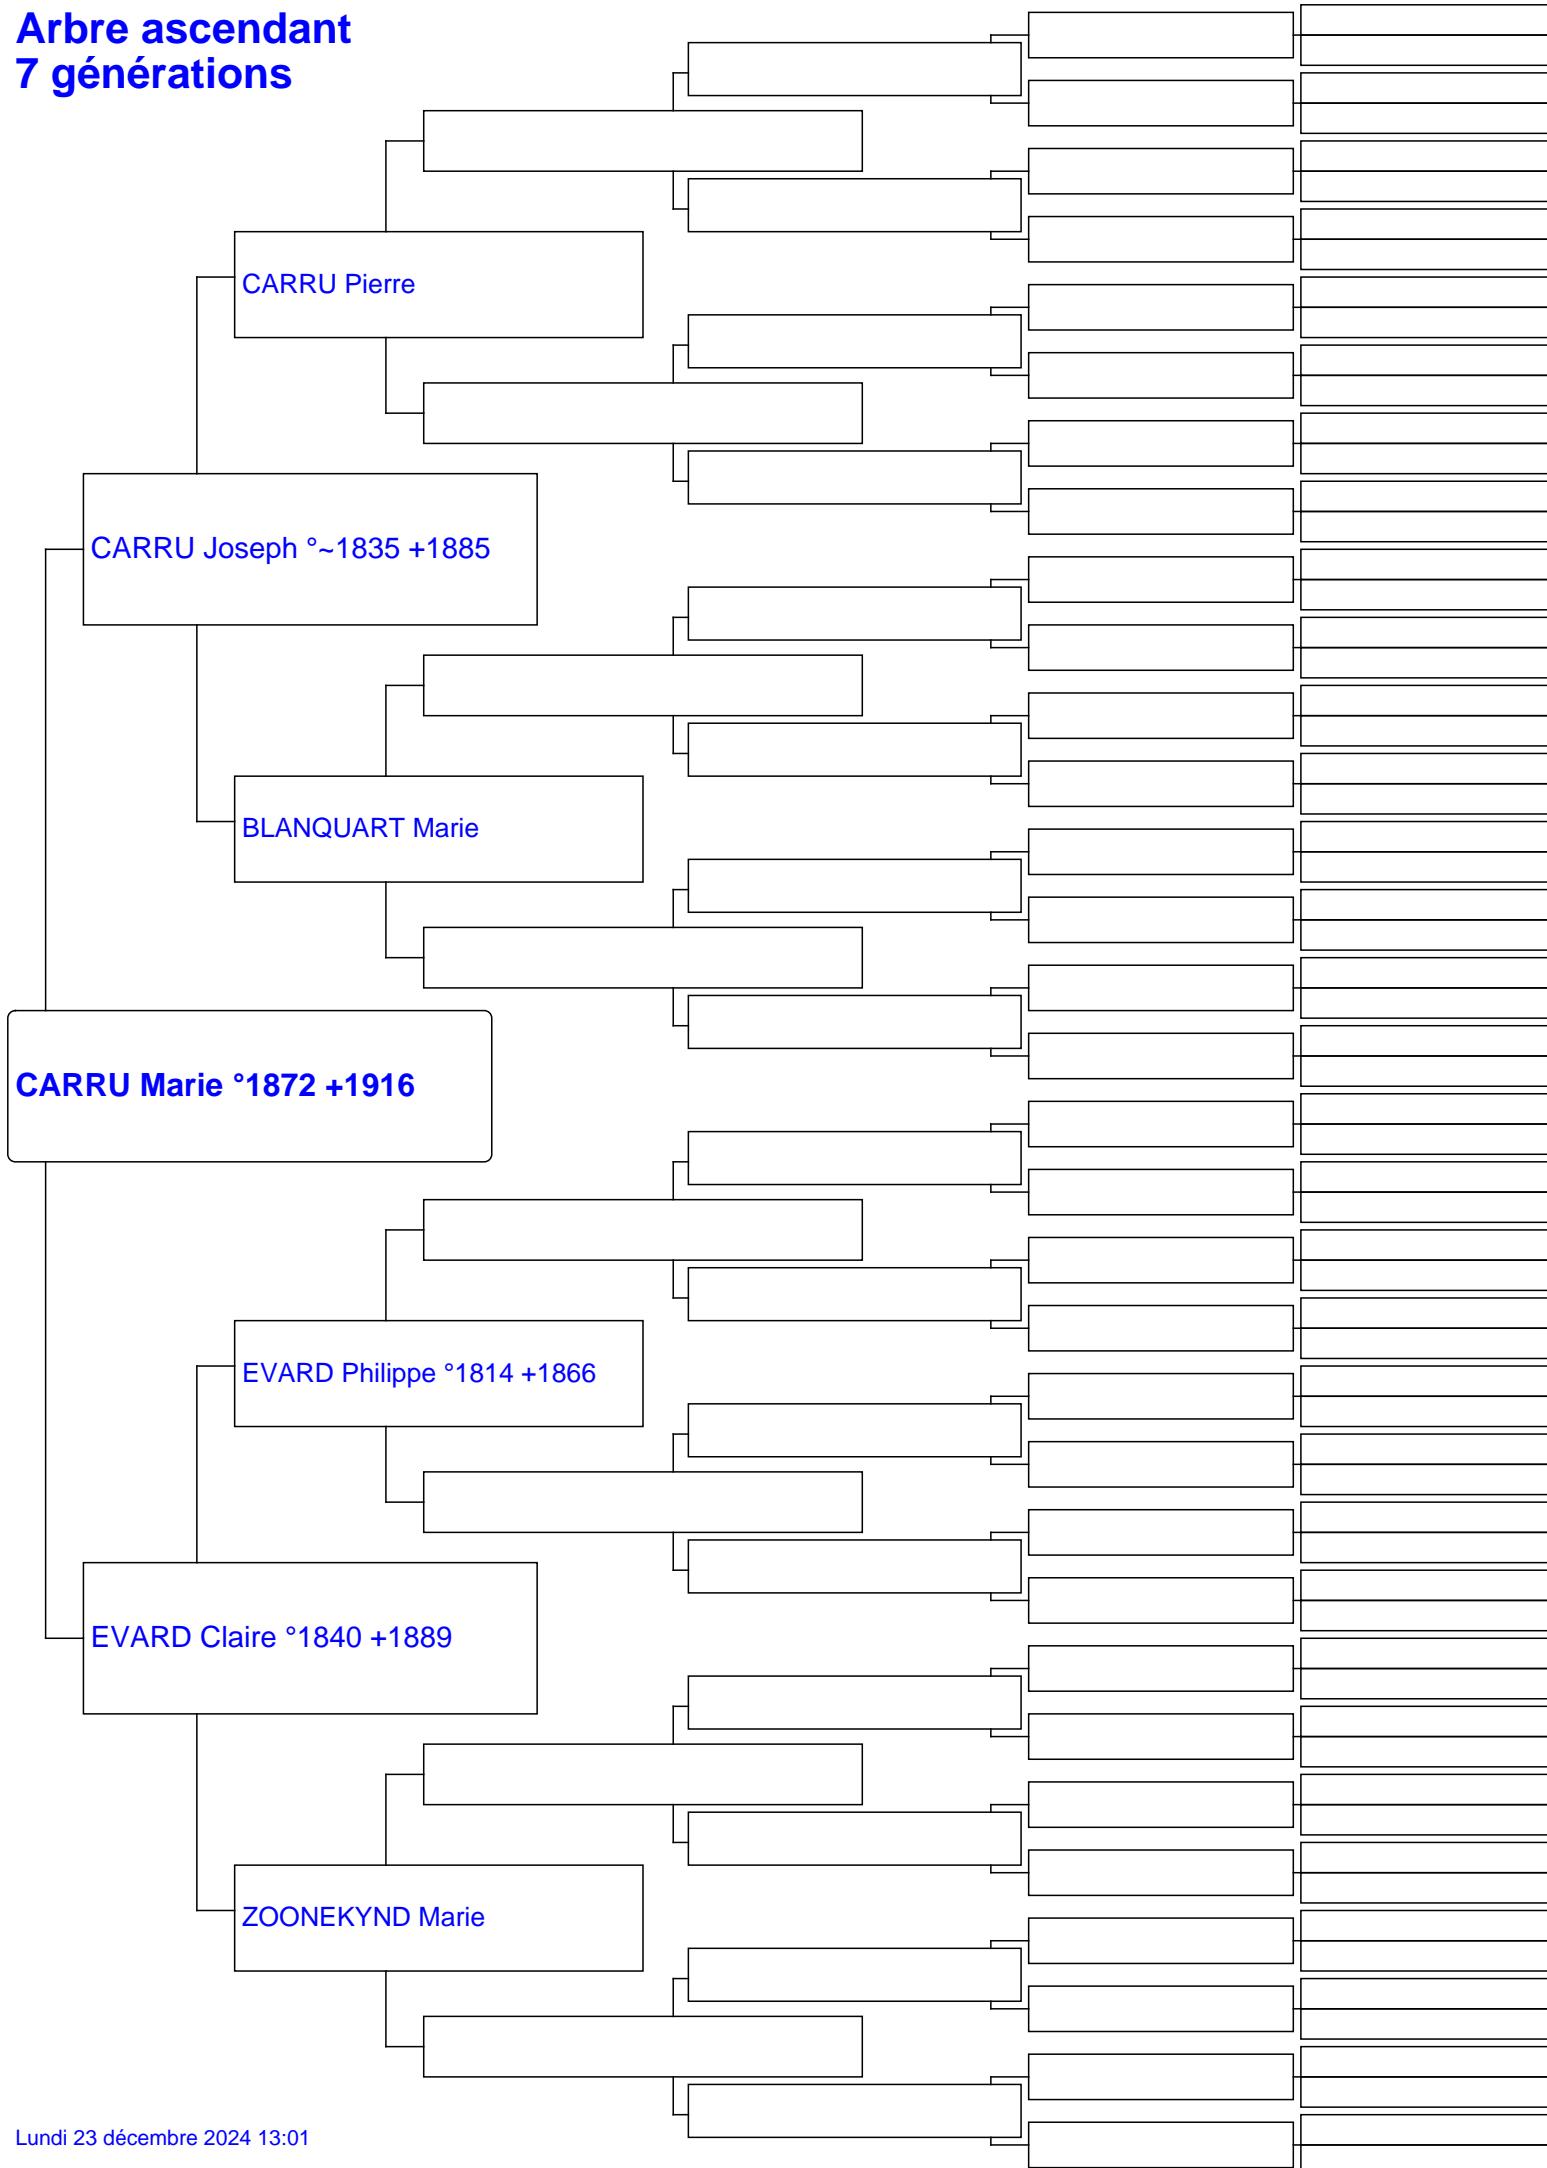 Arbre ascendant
7 générations
CARRU Pierre
CARRU Joseph °~1835 +1885
BLANQUART Marie
CARRU Marie °1872 +1916
EVARD Philippe °1814 +1866
EVARD Claire °1840 +1889
ZOONEKYND Marie
Lundi 23 décembre 2024 13:01